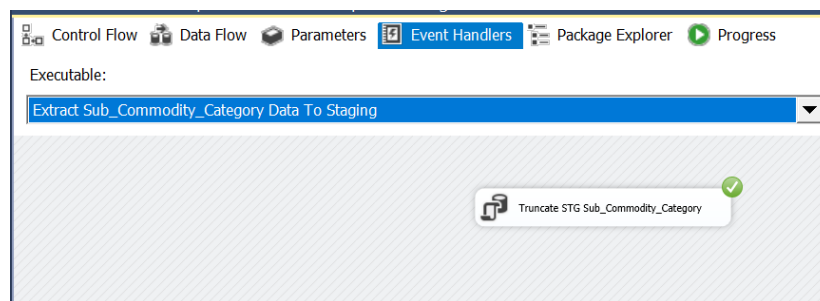 Control Flow Data Flow Parameters Event Handlers Package Explorer Progress
Executable:
Extract Sub_Commodity_Category Data To Staging
Truncate STG Sub_Commodity_Category